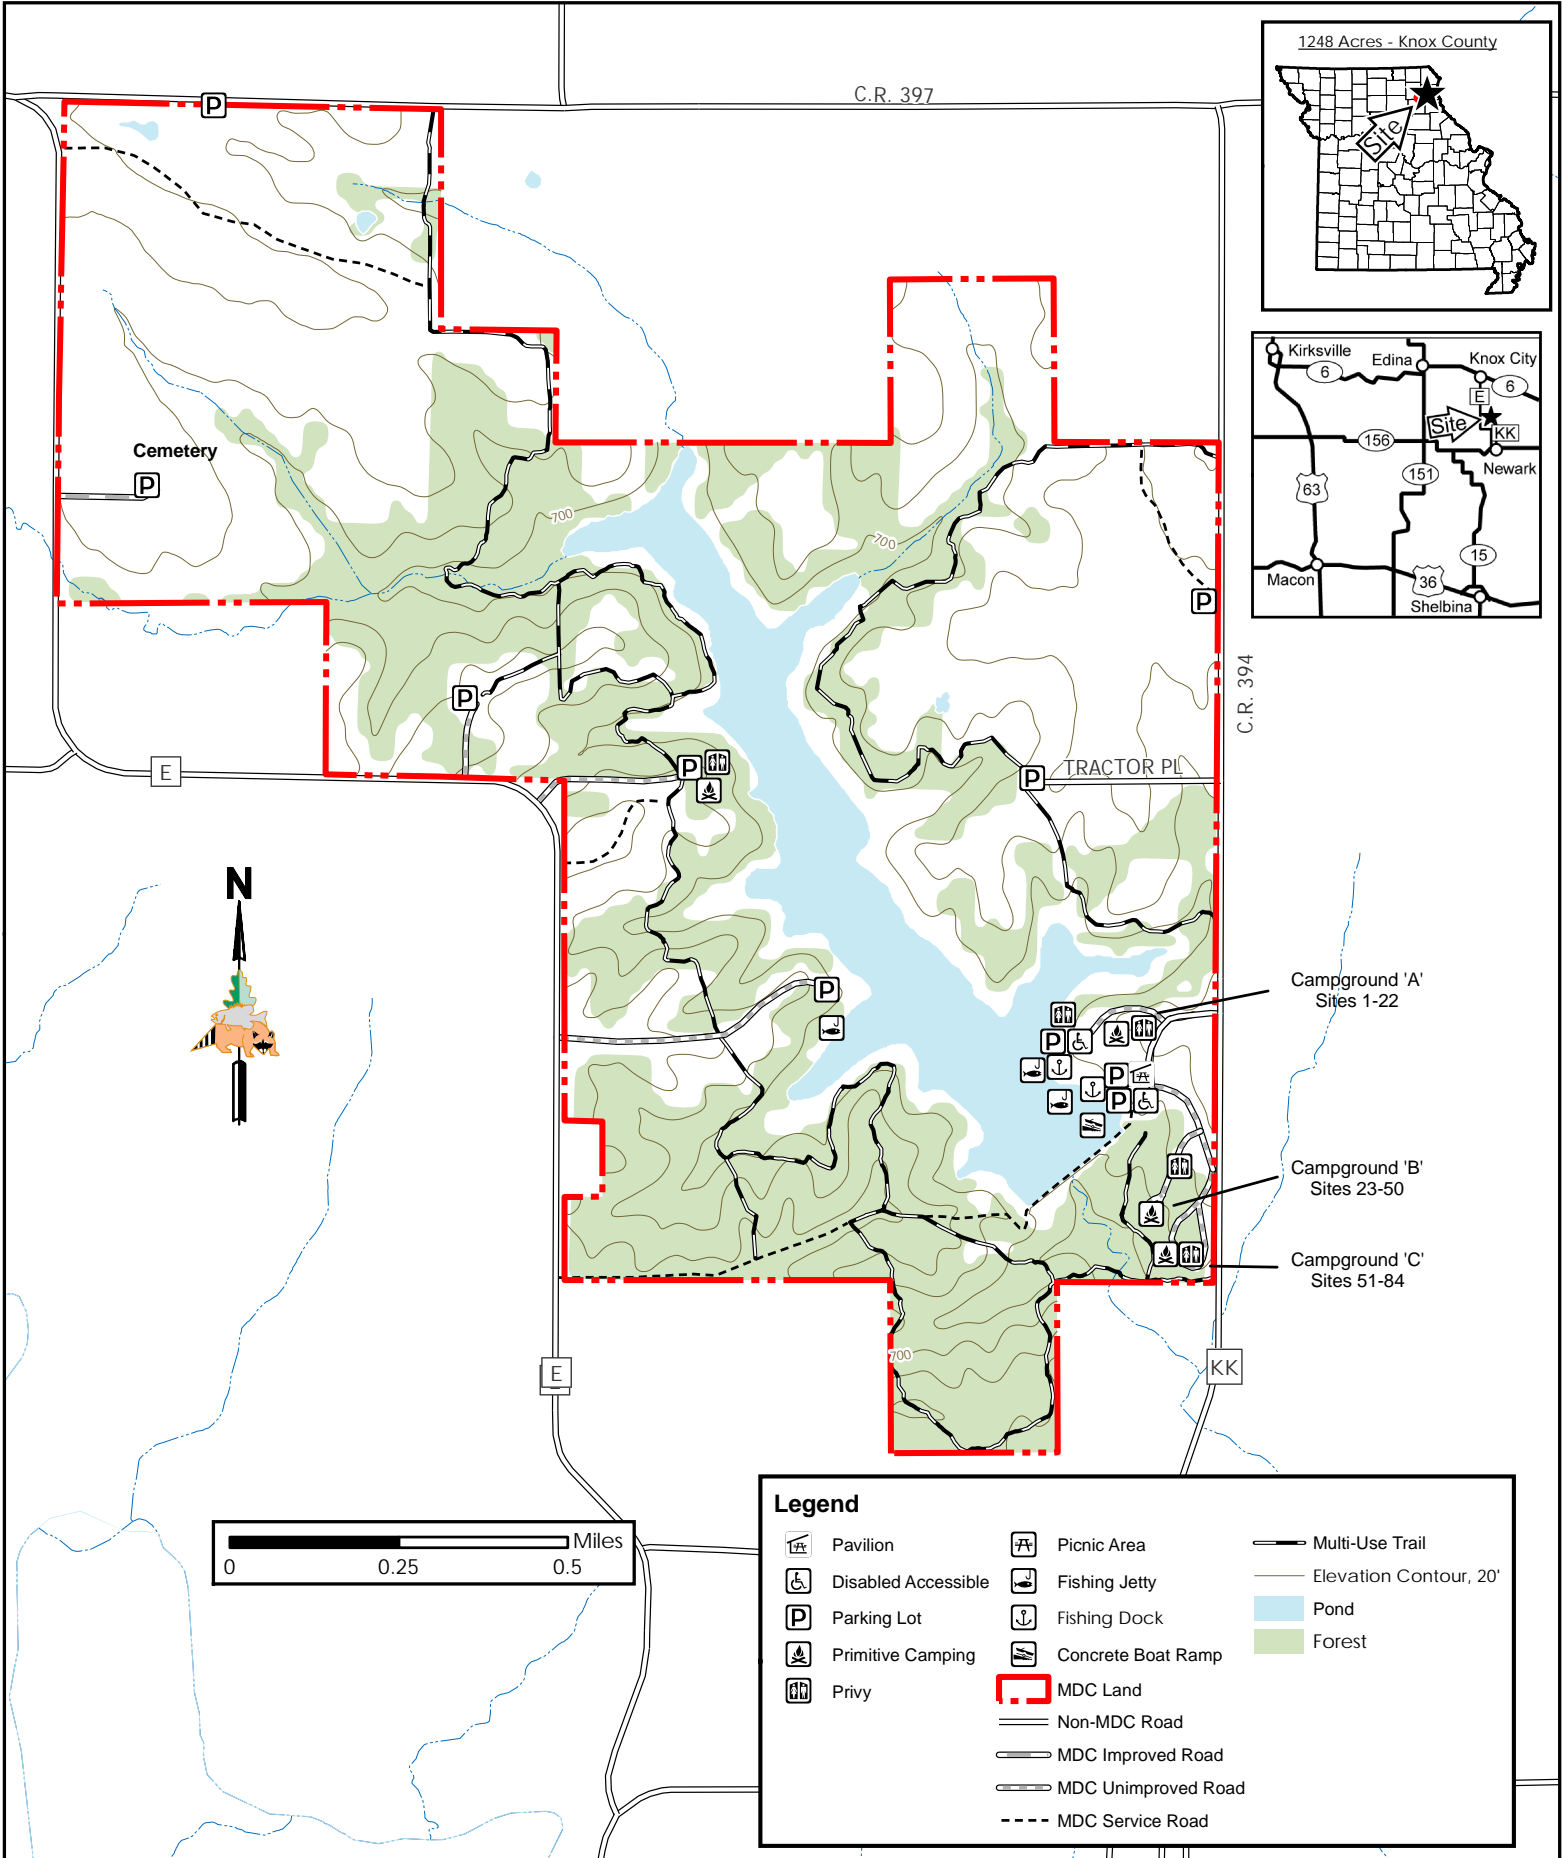 1248 Acres - Knox County
Site
C.R. 397
P
Kirksville
Edina
Knox City
6
6
E
Site
KK
156
Newark
151
63
15
Macon
36
Shelbina
Cemetery
P
700
700
P
C.R. 394
P
E
P
TRACTOR PL
P
N
P
Campground 'A'
Sites 1-22
P
P
P
Campground 'B'
Sites 23-50
Campground 'C'
Sites 51-84
700
E
KK
Miles
0
0.25
0.5
Legend
Pavilion
Disabled Accessible
P Parking Lot
Primitive Camping
Privy
Picnic Area
Fishing Jetty
Fishing Dock
Concrete Boat Ramp
MDC Land
Non-MDC Road
MDC Improved Road
MDC Unimproved Road
MDC Service Road
Multi-Use Trail
Elevation Contour, 20'
Pond
Forest